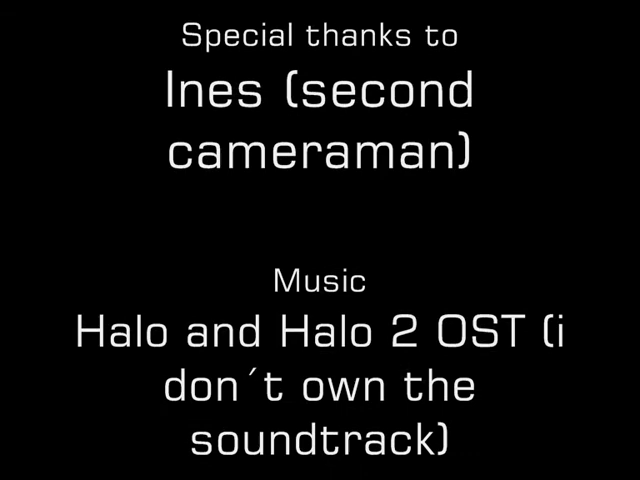 Special thanks to
Ines (second
cameraman)
Music
Halo and Halo 2 OST (i
don´t own the
soundtrack)